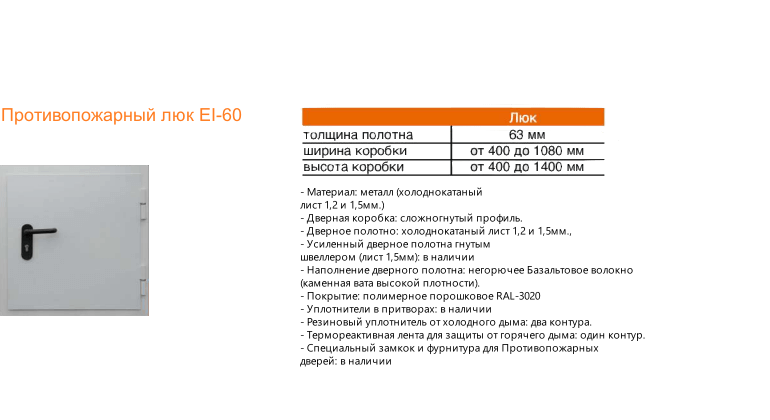 Противопожарный люк EI-60
Люк
толщина полотна 63 мм
ширина коробки от 400 до 1080 мм
высота коробки от 400 до 1400 мм
- Материал: металл (холоднокатаный
лист 1,2 и 1,5мм.)
- Дверная коробка: сложногнутый профиль.
- Дверное полотно: холоднокатаный лист 1,2 и 1,5мм.,
- Усиленный дверное полотна гнутым
швеллером (лист 1,5мм): в наличии
- Наполнение дверного полотна: негорючее Базальтовое волокно
(каменная вата высокой плотности).
- Покрытие: полимерное порошковое RAL-3020
- Уплотнители в притворах: в наличии
- Резиновый уплотнитель от холодного дыма: два контура.
- Термореактивная лента для защиты от горячего дыма: один контур.
- Специальный замкок и фурнитура для Противопожарных
дверей: в наличии